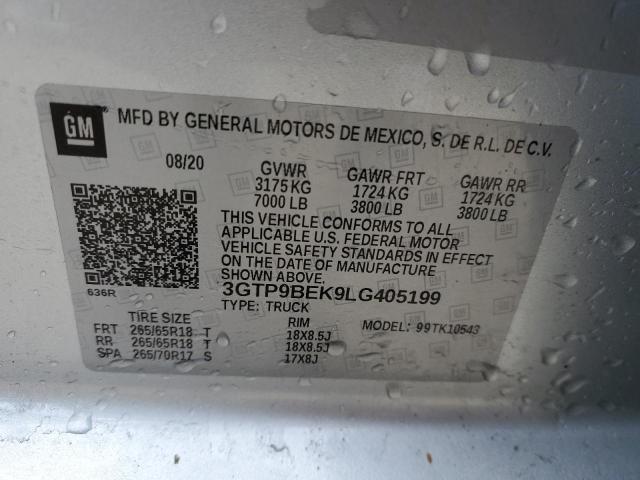 GM MFD BY GENERAL MOTORS DE MEXICO, S. DE R.L. DE C.V.
08/20 GVWR GAWR FRT GAWR RR
3175 KG 1724 KG 1724 KG
7000 LB 3800 LB 3800 LB
THIS VEHICLE CONFORMS TO ALL
APPLICABLE U.S. FEDERAL MOTOR
VEHICLE SAFETY STANDARDS IN EFFECT
ON THE DATE OF MANUFACTURE
SHOWN ABOVE.
636R 3GTP9BEK9LG405199
TYPE: TRUCK MODEL: 99TK10543
TIRE SIZE RIM
FRT 265/65R18 T 18X8.5J
RR 265/65R18 T 18X8.5J
SPA 265/70R17 S 17X8J